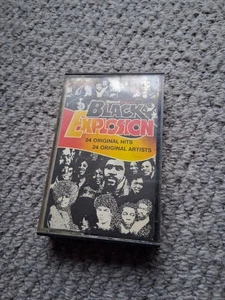 BLACK
EXPLOSION
24 ORIGINAL HITS
24 ORIGINAL ARTISTS